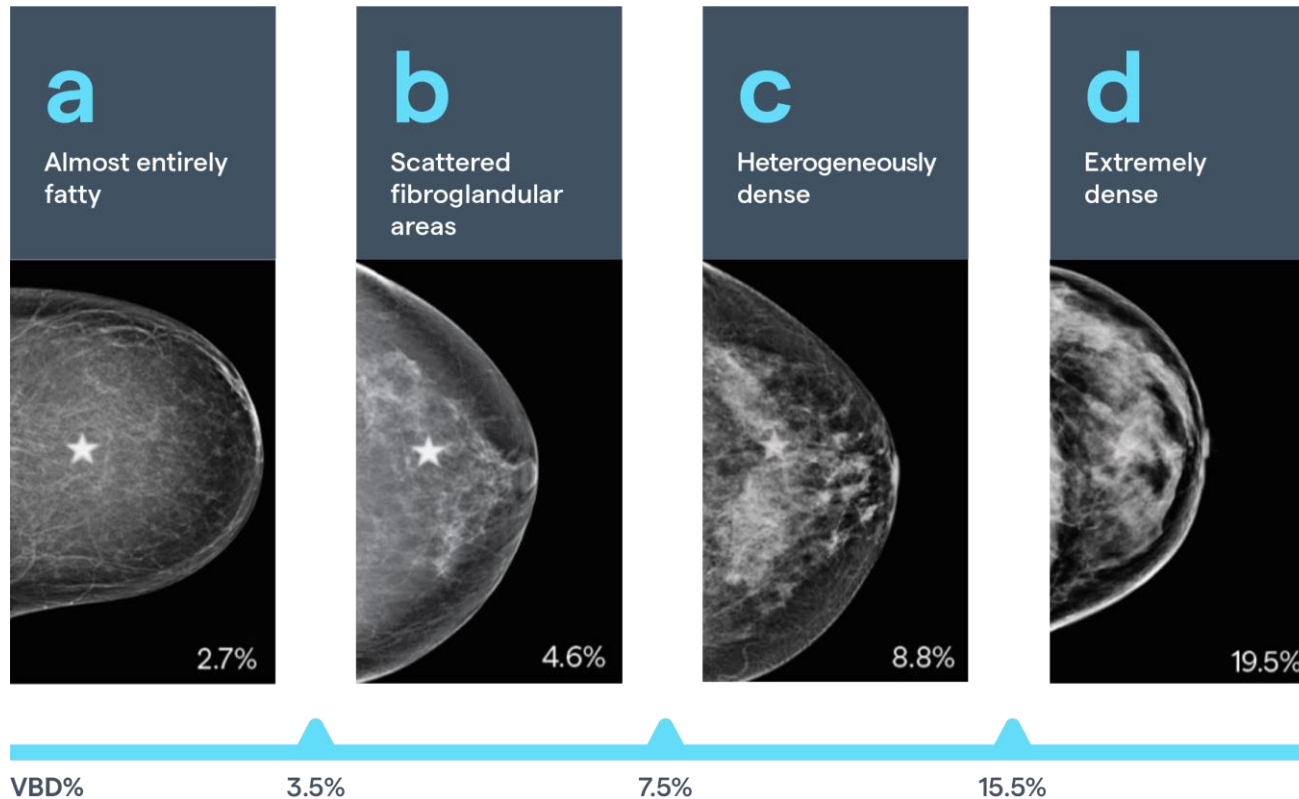 a
Almost entirely
fatty
b
Scattered
fibroglandular
areas
c
Heterogeneously
dense
d
Extremely
dense
2.7%
4.6%
8.8%
19.5%
VBD%
3.5%
7.5%
15.5%